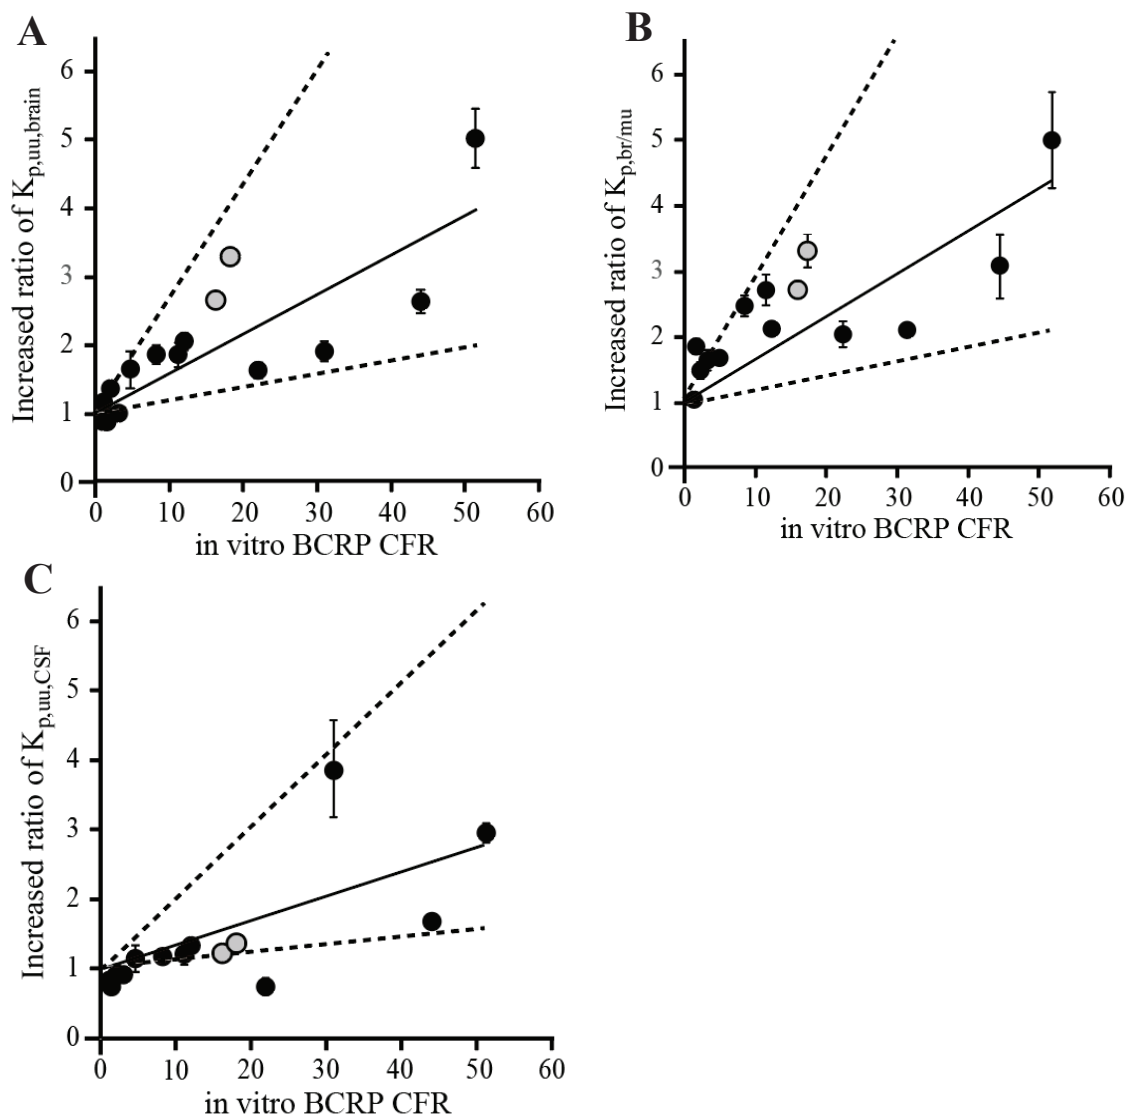 A
Increased ratio of Kp,uu,brain
6
5
4
3
2
1
0
0 10 20 30 40 50 60
in vitro BCRP CFR
B
Increased ratio of Kp,br/mu
6
5
4
3
2
1
0
0 10 20 30 40 50 60
in vitro BCRP CFR
C
Increased ratio of Kp,uu,CSF
6
5
4
3
2
1
0
0 10 20 30 40 50 60
in vitro BCRP CFR